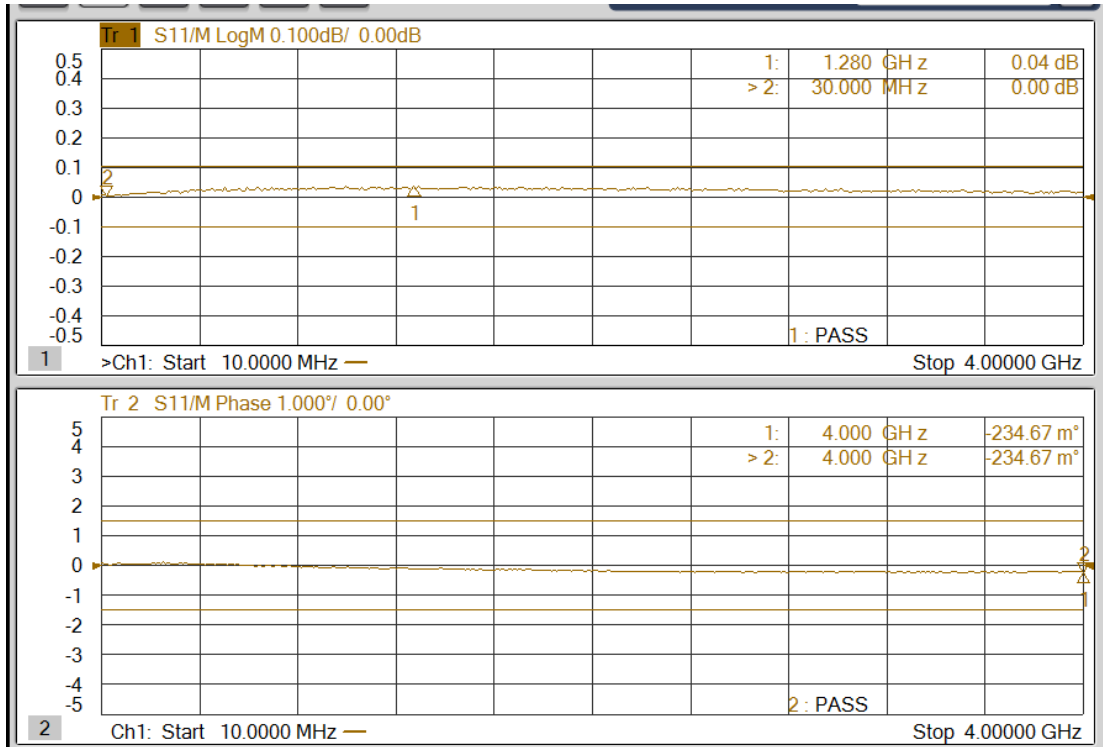 Tr 1 S11/M LogM 0.100dB/ 0.00dB
0.5
0.4
0.3
0.2
0.1
0
-0.1
-0.2
-0.3
-0.4
-0.5
1: 1.280 GHz 0.04 dB
> 2: 30.000 MHz 0.00 dB
2
1
1 : PASS
1 >Ch1: Start 10.0000 MHz — Stop 4.00000 GHz
Tr 2 S11/M Phase 1.000°/ 0.00°
5
4
3
2
1
0
-1
-2
-3
-4
-5
1: 4.000 GHz -234.67 m°
> 2: 4.000 GHz -234.67 m°
2
1
2 : PASS
2 Ch1: Start 10.0000 MHz — Stop 4.00000 GHz